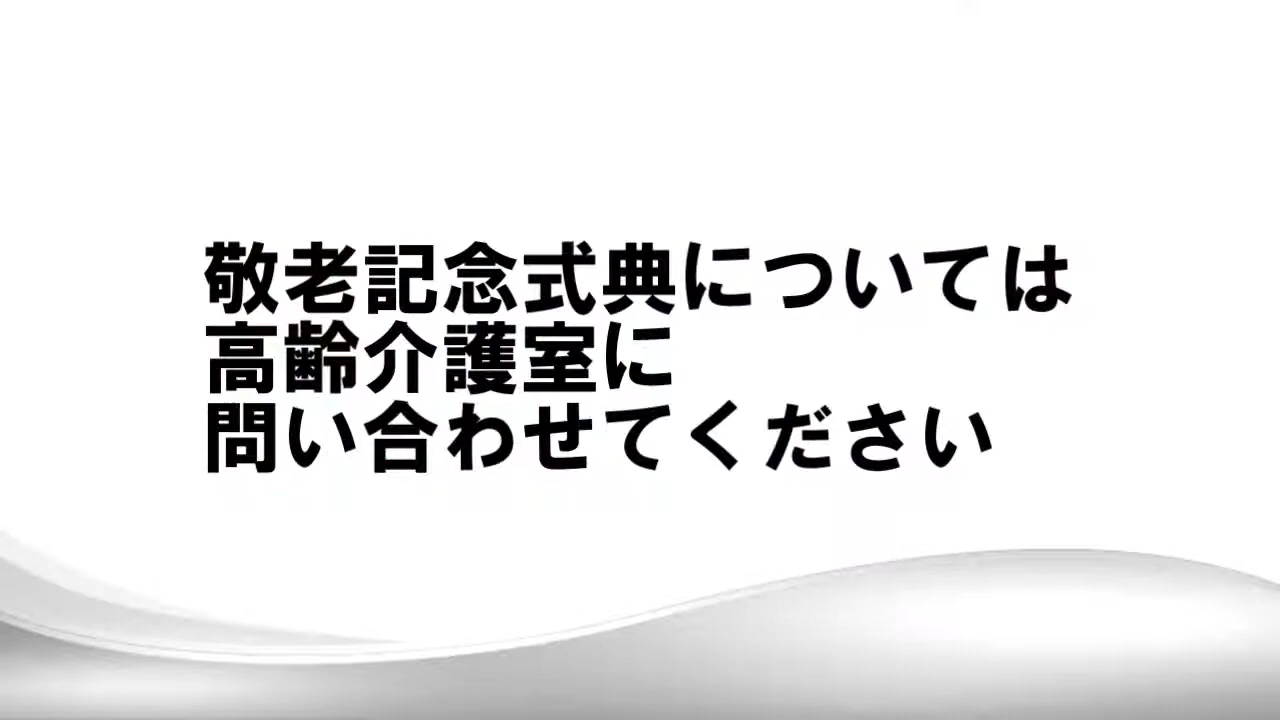 敬老記念式典については
高齢介護室に
問い合わせてください